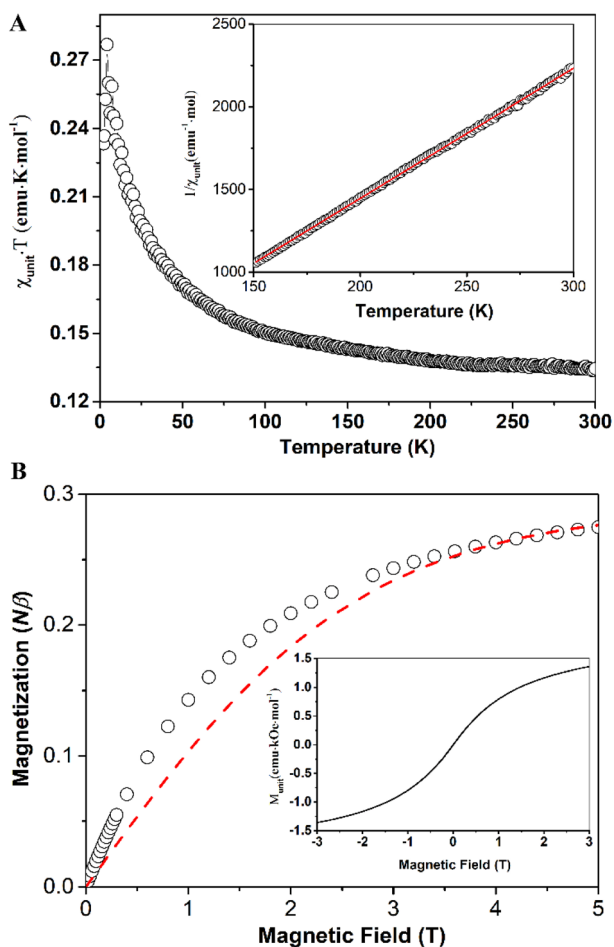 A
0.27
0.24
0.21
0.18
0.15
0.12
χunit·T (emu·K·mol-1)
0 50 100 150 200 250 300
Temperature (K)
2500
2000
1500
1000
1/χunit(emu-1·mol)
150 200 250 300
Temperature (K)
B
0.3
0.2
0.1
0.0
Magnetization (Nβ)
0 1 2 3 4 5
Magnetic Field (T)
1.5
1.0
0.5
0.0
-0.5
-1.0
-1.5
Munit(emu·kOe·mol-1)
-3 -2 -1 0 1 2 3
Magnetic Field (T)